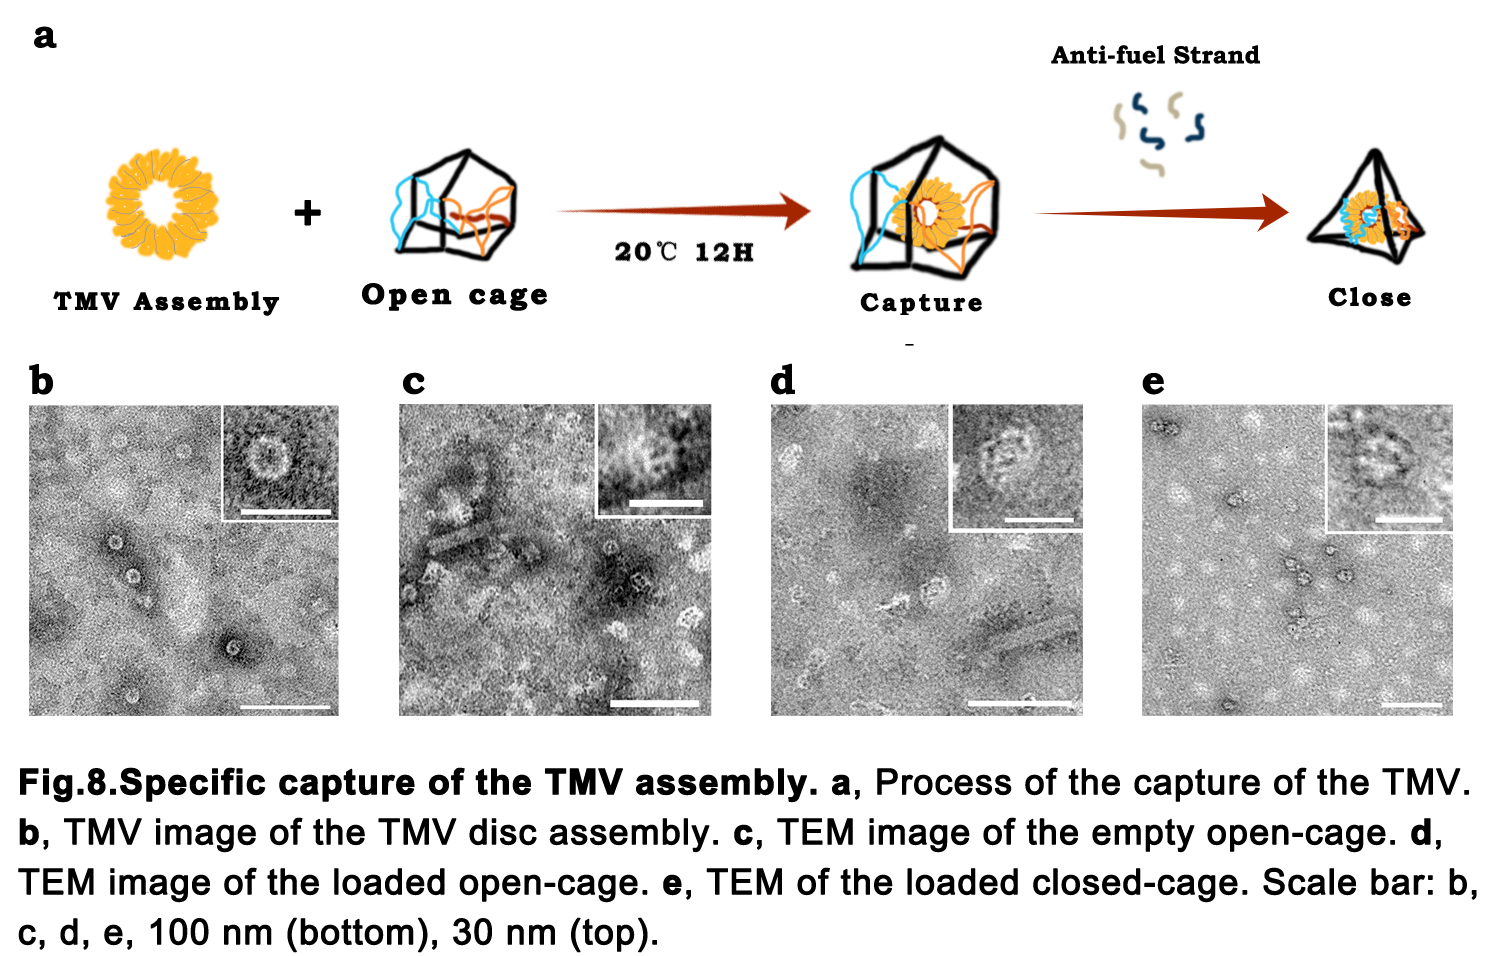 a
Anti-fuel Strand
+
20℃ 12H
TMV Assembly
Open cage
Capture
Close
–
b
c
d
e
Fig.8.Specific capture of the TMV assembly. a, Process of the capture of the TMV.
b, TMV image of the TMV disc assembly. c, TEM image of the empty open-cage. d,
TEM image of the loaded open-cage. e, TEM of the loaded closed-cage. Scale bar: b,
c, d, e, 100 nm (bottom), 30 nm (top).